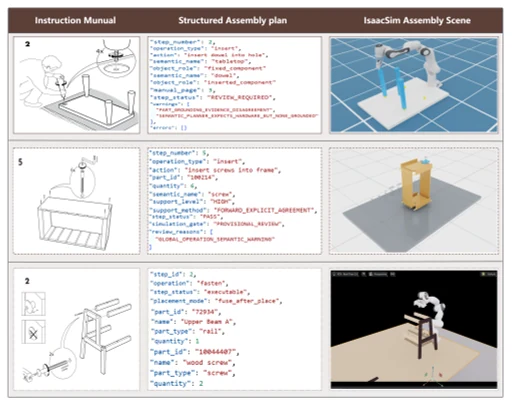 Instruction Manual
Structured Assembly plan
IsaacSim Assembly Scene
2
4x
"step_number": 2,
"operation_type": "insert",
"action": "insert dowel into hole",
"semantic_name": "tabletop",
"object_role": "fixed_component"
"semantic_name": "dowel",
"object_role": "inserted_component"
"manual_page": 9,
"step_status": "REVIEW_REQUIRED",
"warnings": [
"PART_GROUNDING_EVIDENCE_DISAGREEMENT",
"SEMANTIC_PLANNER_EXPECTS_HARDWARE_BUT_NONE_GROUNDED"
],
"errors": []
5
"step_number": 5,
"operation_type": "insert",
"action": "insert screws into frame",
"part_id": "100214",
"quantity": 6,
"semantic_name": "screw",
"support_level": "HIGH",
"support_method": "FORWARD_EXPLICIT_AGREEMENT",
"step_status": "PASS",
"simulation_gate": "PROVISIONAL_REVIEW",
"review_reasons": [
"GLOBAL_OPERATION_SEMANTIC_WARNING"
]
2
"step_id": 2,
"operation": "fasten",
"step_status": "executable",
"placement_mode": "fuse_after_place",
"part_id": "72934",
"name": "Upper Beam A",
"part_type": "rail",
"quantity": 1
"part_id": "10044407",
"name": "wood screw",
"part_type": "screw",
"quantity": 2